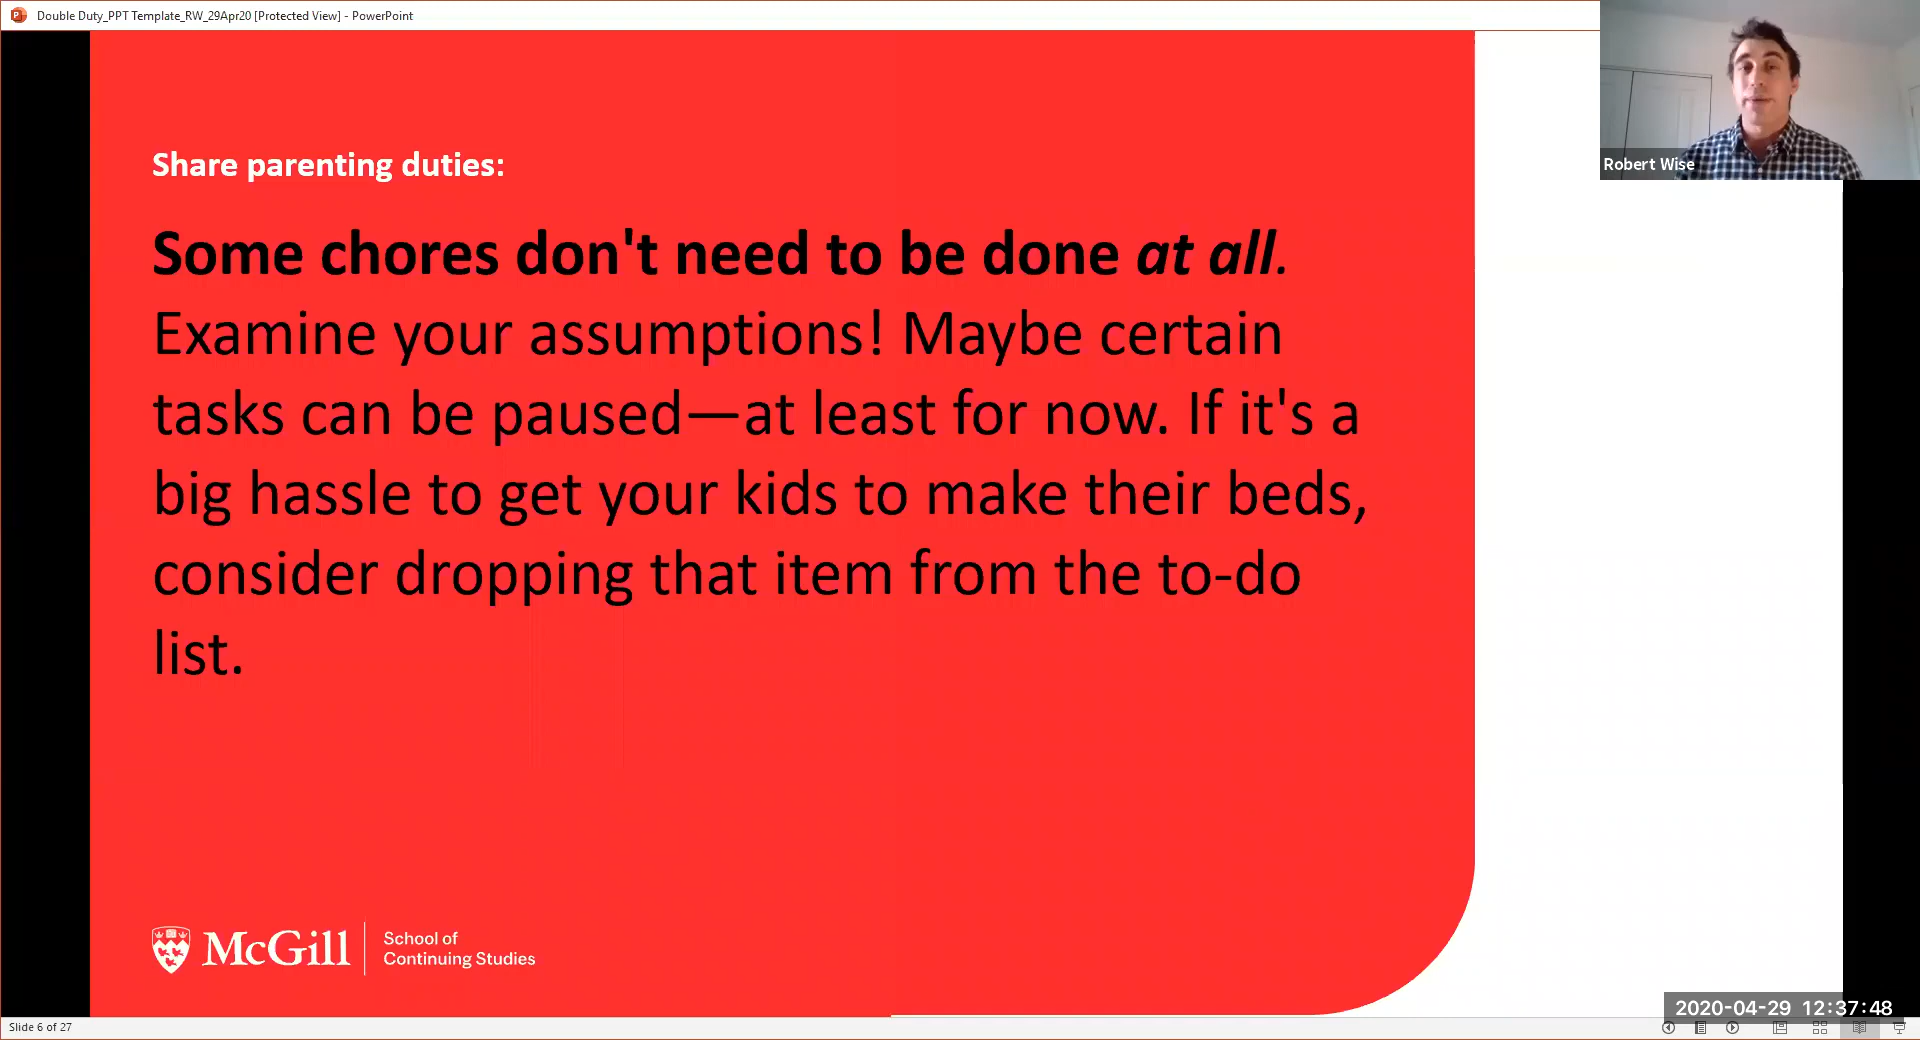 Double Duty_PPT Template_RW_29Apr20 [Protected View] - PowerPoint
Robert Wise
Share parenting duties:
Some chores don't need to be done at all.
Examine your assumptions! Maybe certain
tasks can be paused—at least for now. If it's a
big hassle to get your kids to make their beds,
consider dropping that item from the to-do
list.
McGill
School of
Continuing Studies
2020-04-29 12:37:48
Slide 6 of 27